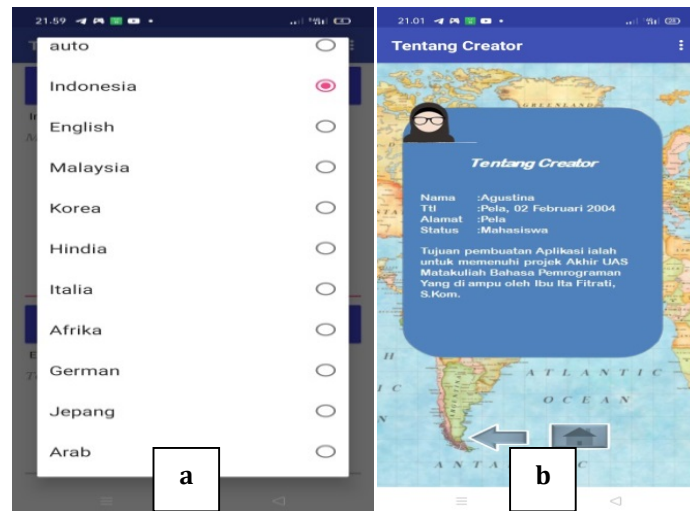 21.59
auto
Indonesia
English
Malaysia
Korea
Hindia
Italia
Afrika
German
Jepang
Arab
a
21.01
Tentang Creator
GREENLAND
Tentang Creator
Nama :Agustina
Ttl :Pela, 02 Februari 2004
Alamat :Pela
Status :Mahasiswa
Tujuan pembuatan Aplikasi ialah
untuk memenuhi projek Akhir UAS
Matakuliah Bahasa Pemrograman
Yang di ampu oleh Ibu Ita Fitrati,
S.Kom.
ATLANTIC
OCEAN
b